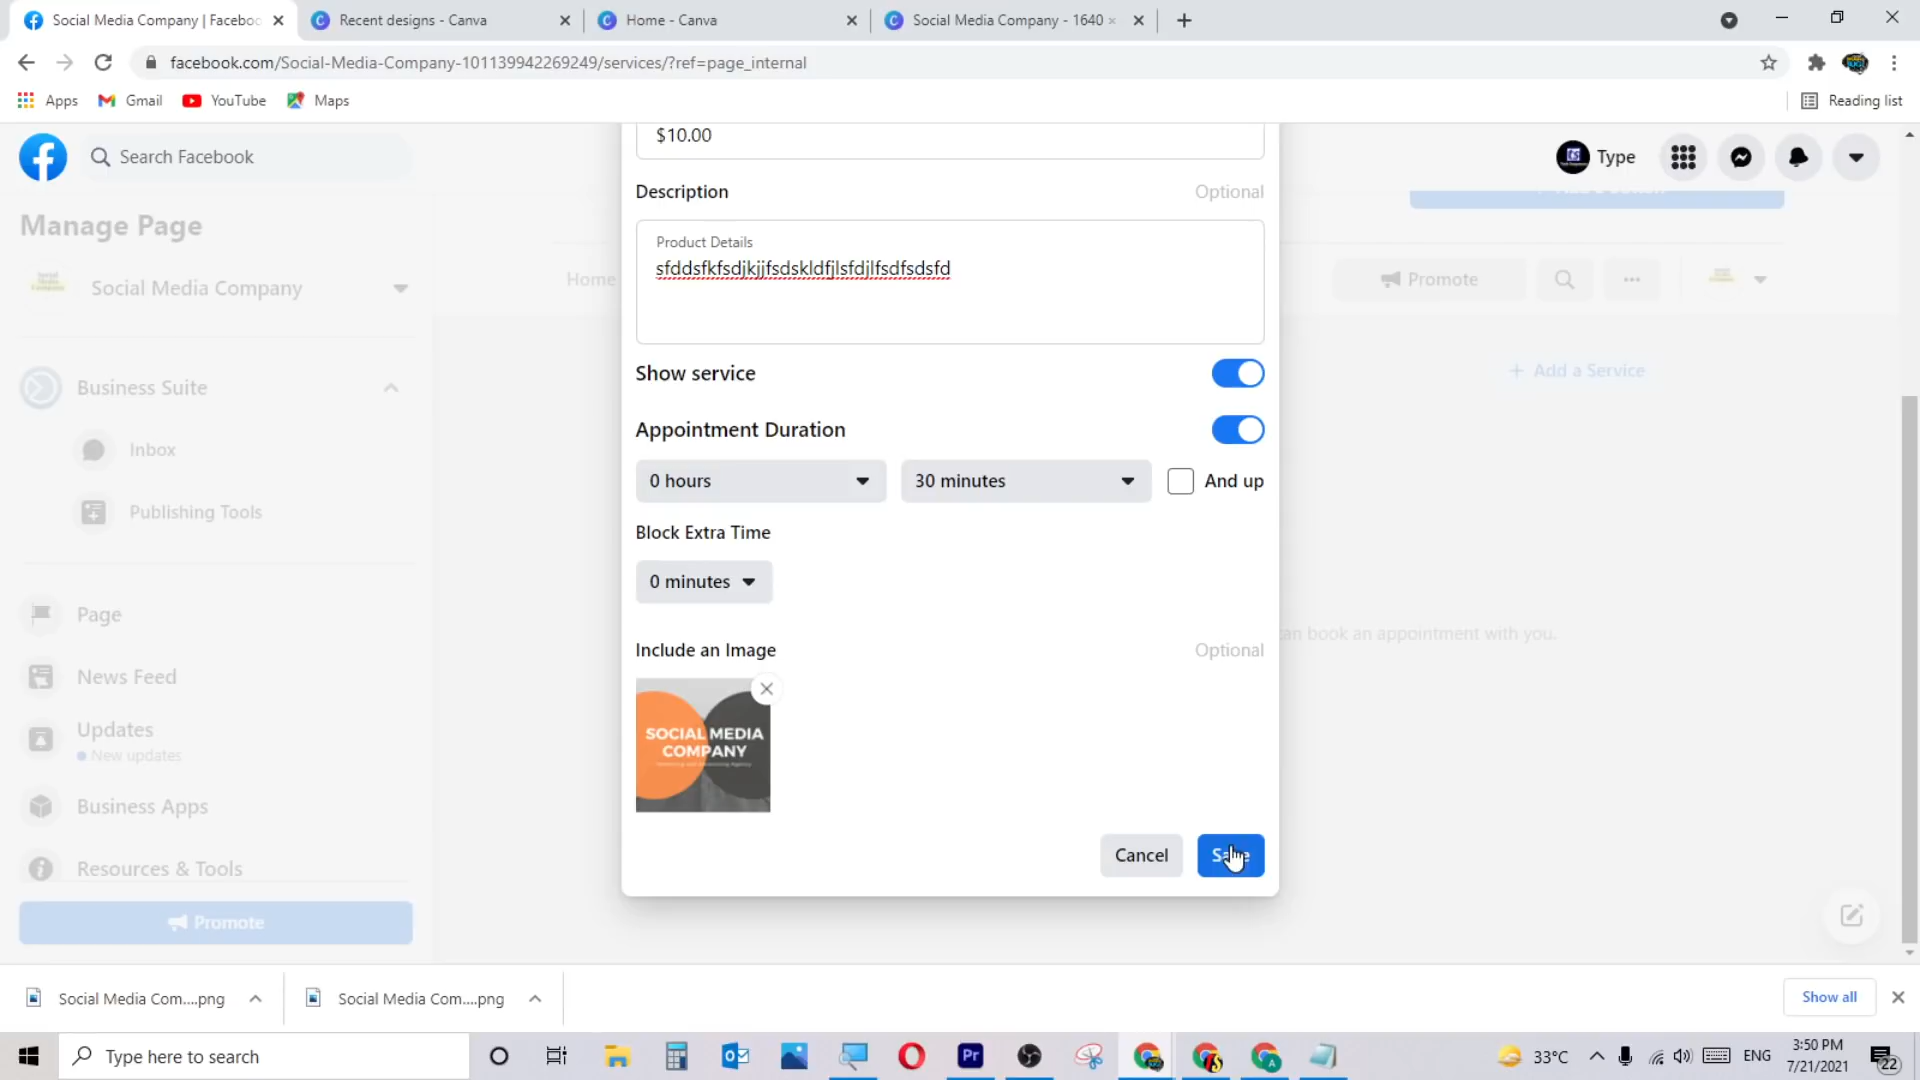 Social Media Company | Faceboo
Recent designs - Canva
Home - Canva
Social Media Company - 1640 ×
facebook.com/Social-Media-Company-101139942269249/services/?ref=page_internal
Apps
Gmail
YouTube
Maps
Reading list
Search Facebook
Type
Manage Page
Social Media Company
Business Suite
Inbox
Publishing Tools
Page
News Feed
Updates
New updates
Business Apps
Resources & Tools
Promote
Home
Promote
+ Add a Service
can book an appointment with you.
$10.00
Description
Optional
Product Details
sfddsfkfsdjkjjfsdskldfjlsfdjlfsdfsdsfd
Show service
Appointment Duration
0 hours
30 minutes
And up
Block Extra Time
0 minutes
Include an Image
Optional
SOCIAL MEDIA
COMPANY
Cancel
Save
Social Media Com....png
Social Media Com....png
Show all
Type here to search
Pr
33°C
ENG
3:50 PM
7/21/2021
22